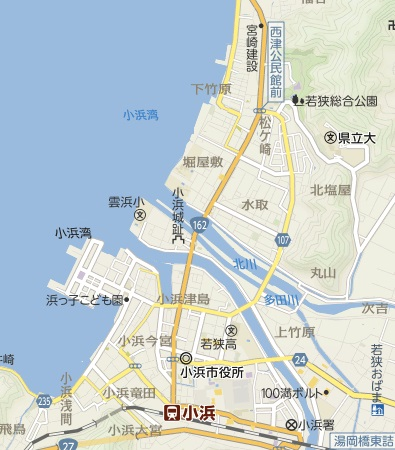 宮崎建設
西津公民館前
下竹原
若狭総合公園
小浜湾
松ケ崎
県立大
堀屋敷
北塩屋
小浜城趾
雲浜小
水取
162
小浜湾
107
北川
丸山
浜っ子こども園
小浜津島
多田川
次吉
上竹原
小浜今宮
若狭高
24
若狭おばま
小浜市役所
小浜浅間
小浜竜田
100満ボルト
235
小浜
飛鳥
27
小浜大宮
小浜署
湯岡橋東詰